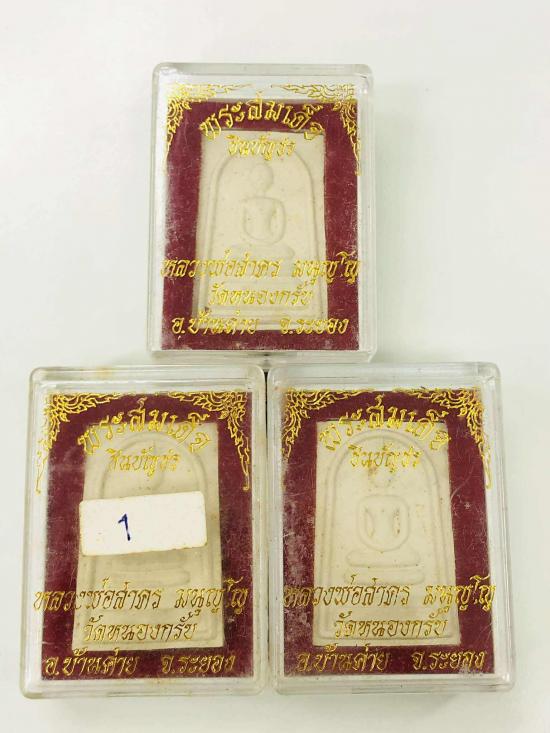 พระสมเด็จ
ชินบัญชร
หลวงพ่อสาคร มนุญโญ
วัดหนองกรับ
อ.บ้านค่าย จ.ระยอง
พระสมเด็จ
ชินบัญชร
1
หลวงพ่อสาคร มนุญโญ
วัดหนองกรับ
อ.บ้านค่าย จ.ระยอง
พระสมเด็จ
ชินบัญชร
หลวงพ่อสาคร มนุญโญ
วัดหนองกรับ
อ.บ้านค่าย จ.ระยอง